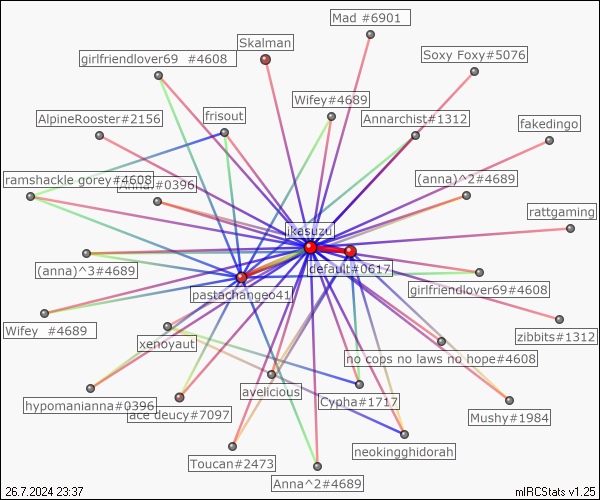 Mad #6901
Skalman
girlfriendlover69 #4608
Soxy Foxy#5076
Wifey#4689
AlpineRooster#2156
frisout
Annarchist#1312
fakedingo
ramshackle gorey#4608
Anna#0396
(anna)^2#4689
rattgaming
ikasuzu
(anna)^3#4689
default#0617
pastachangeo41
girlfriendlover69#4608
Wifey #4689
xenoyaut
zibbits#1312
no cops no laws no hope#4608
avelicious
Cypha#1717
hypomanianna#0396
ace deucy#7097
Mushy#1984
neokingghidorah
Toucan#2473
Anna^2#4689
26.7.2024 23:37
mIRCStats v1.25